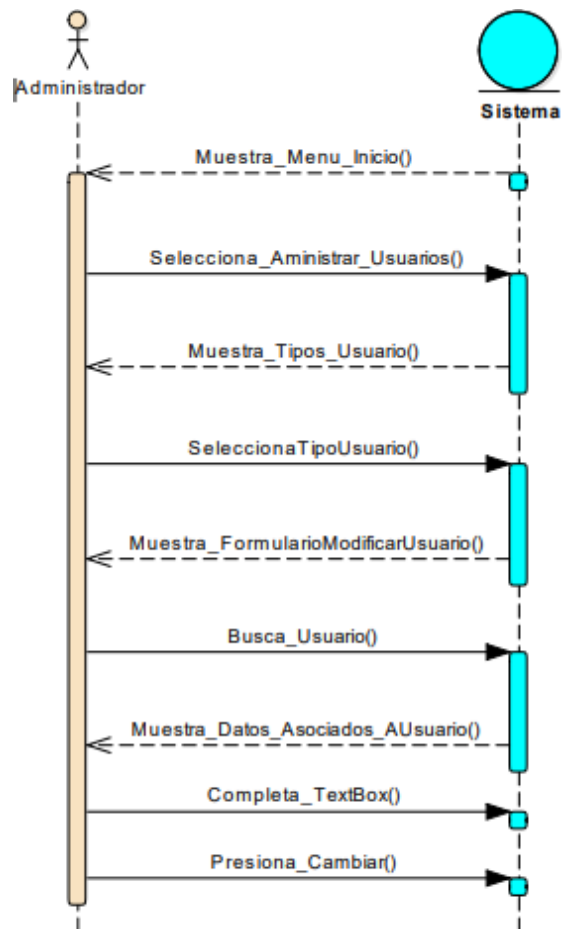 Administrador
Sistema
Muestra_Menu_Inicio()
Selecciona_Aministrar_Usuarios()
Muestra_Tipos_Usuario()
SeleccionaTipoUsuario()
Muestra_FormularioModificarUsuario()
Busca_Usuario()
Muestra_Datos_Asociados_AUsuario()
Completa_TextBox()
Presiona_Cambiar()